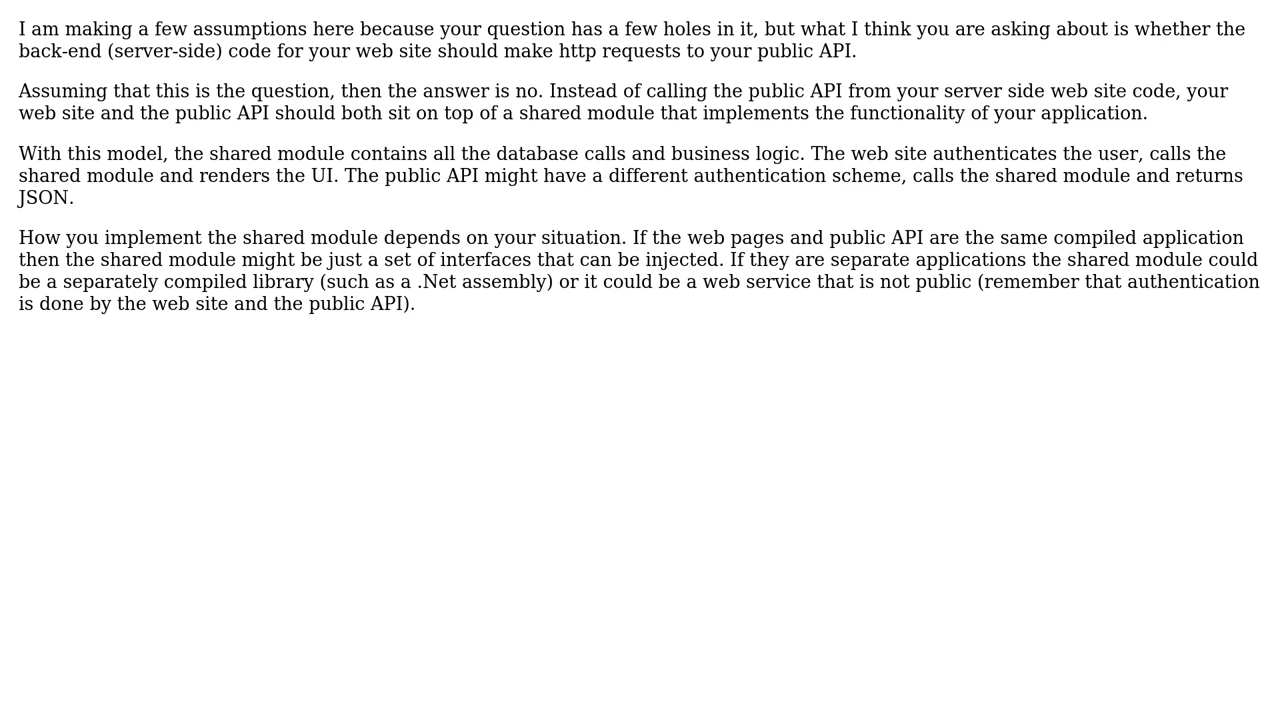 I am making a few assumptions here because your question has a few holes in it, but what I think you are asking about is whether the
back-end (server-side) code for your web site should make http requests to your public API.
Assuming that this is the question, then the answer is no. Instead of calling the public API from your server side web site code, your
web site and the public API should both sit on top of a shared module that implements the functionality of your application.
With this model, the shared module contains all the database calls and business logic. The web site authenticates the user, calls the
shared module and renders the UI. The public API might have a different authentication scheme, calls the shared module and returns
JSON.
How you implement the shared module depends on your situation. If the web pages and public API are the same compiled application
then the shared module might be just a set of interfaces that can be injected. If they are separate applications the shared module could
be a separately compiled library (such as a .Net assembly) or it could be a web service that is not public (remember that authentication
is done by the web site and the public API).